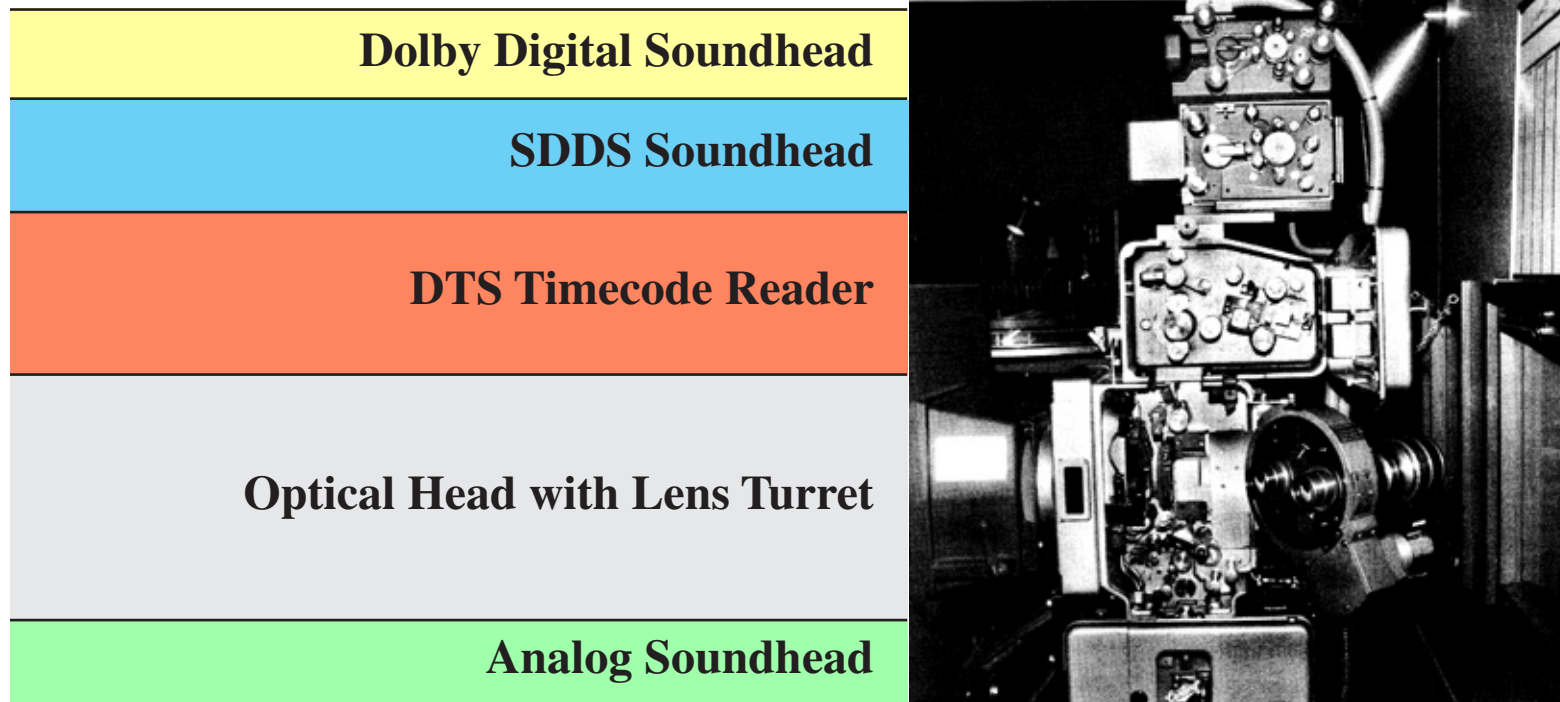 Dolby Digital Soundhead
SDDS Soundhead
DTS Timecode Reader
Optical Head with Lens Turret
Analog Soundhead